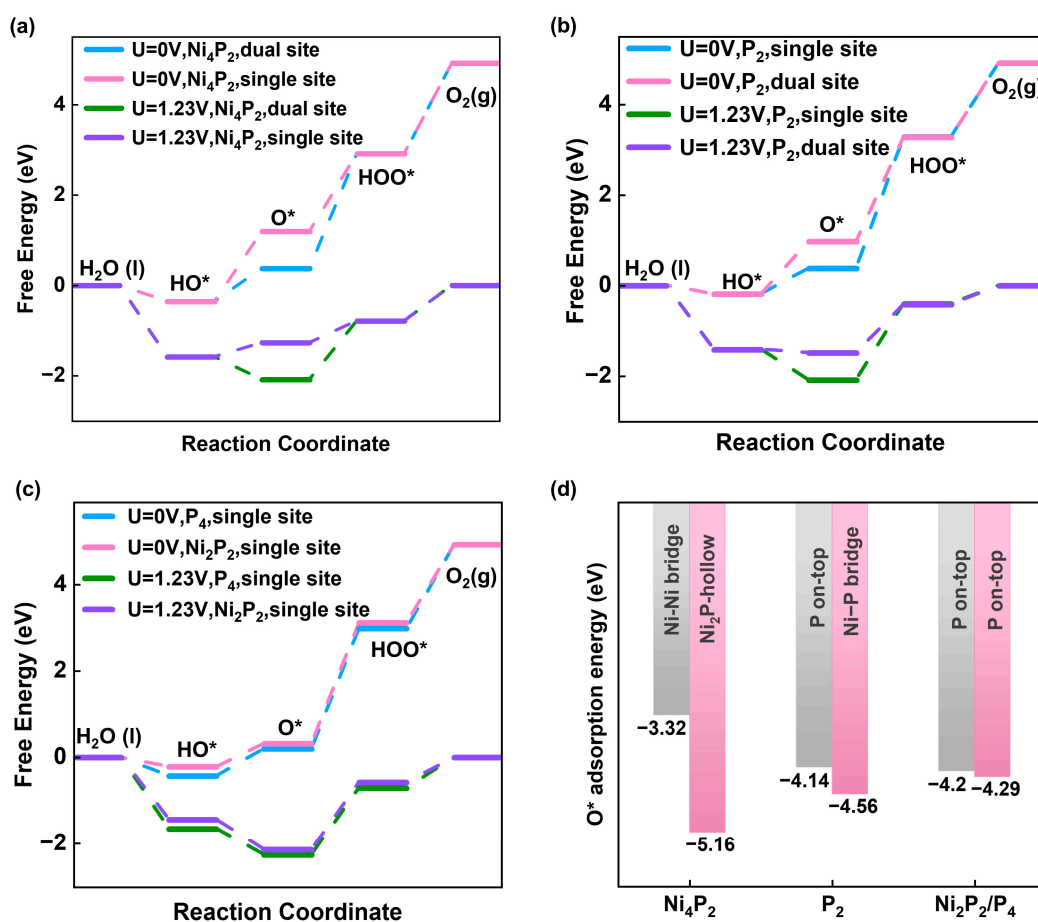 (a)
U=0V,Ni₄P₂,dual site
U=0V,Ni₄P₂,single site
U=1.23V,Ni₄P₂,dual site
U=1.23V,Ni₄P₂,single site
O₂(g)
HOO*
O*
HO*
H₂O (l)
4
2
0
−2
Free Energy (eV)
Reaction Coordinate
(b)
U=0V,P₂,single site
U=0V,P₂,dual site
U=1.23V,P₂,single site
U=1.23V,P₂,dual site
O₂(g)
HOO*
O*
HO*
H₂O (l)
4
2
0
−2
Free Energy (eV)
Reaction Coordinate
(c)
U=0V,P₄,single site
U=0V,Ni₂P₂,single site
U=1.23V,P₄,single site
U=1.23V,Ni₂P₂,single site
O₂(g)
HOO*
O*
HO*
H₂O (l)
4
2
0
−2
Free Energy (eV)
Reaction Coordinate
(d)
O* adsorption energy (eV)
Ni-Ni bridge
Ni₂P-hollow
P on-top
Ni−P bridge
P on-top
P on-top
−3.32
−5.16
−4.14
−4.56
−4.2
−4.29
Ni₄P₂
P₂
Ni₂P₂/P₄